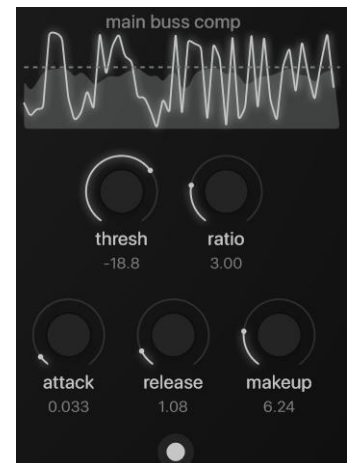 main buss comp
thresh ratio
-18.8 3.00
attack release makeup
0.033 1.08 6.24